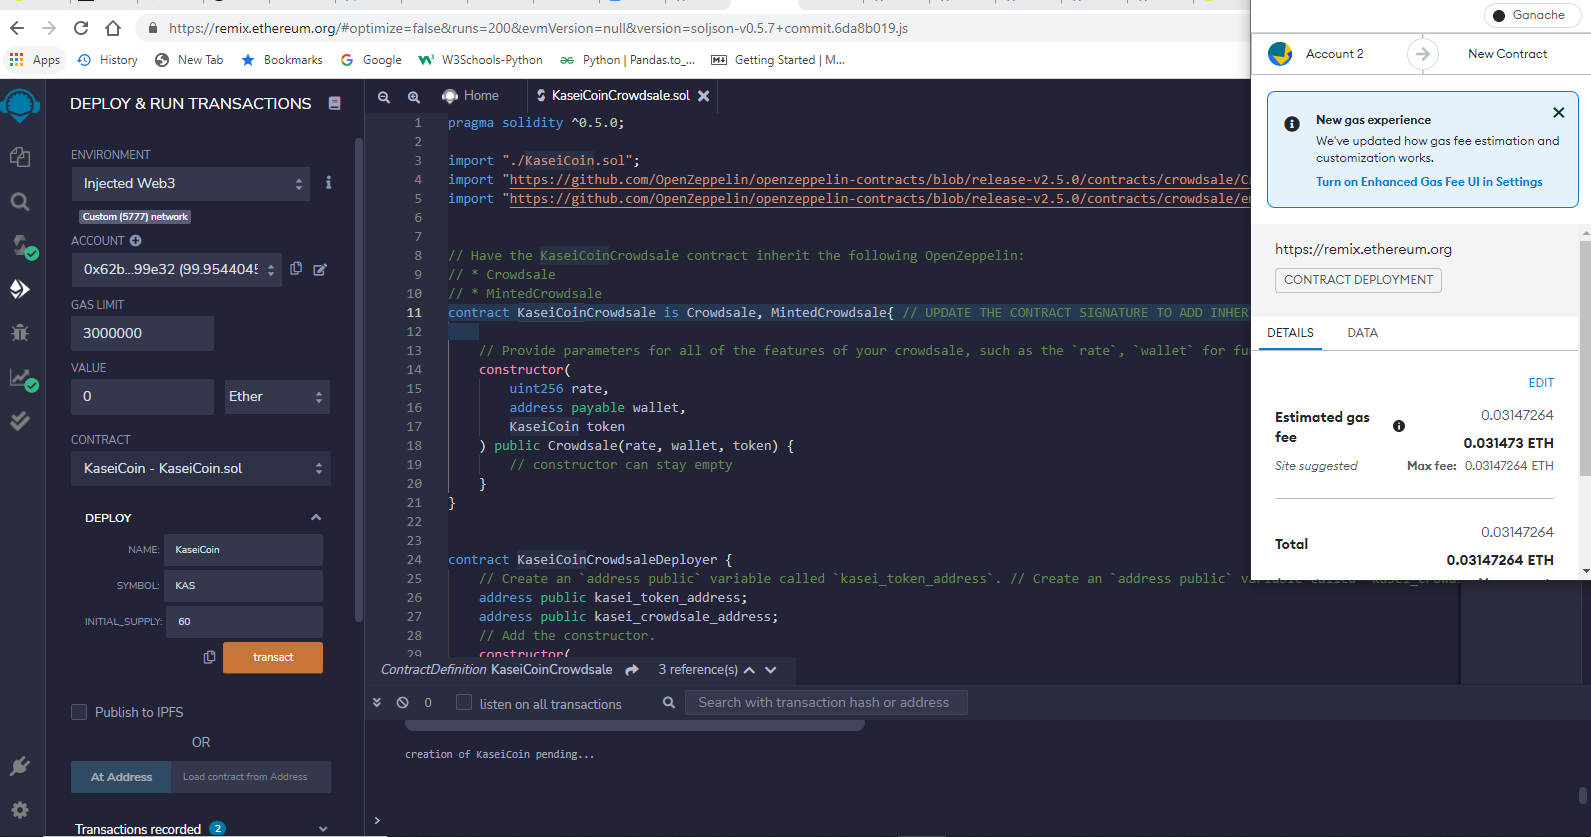 https://remix.ethereum.org/#optimize=false&runs=200&evmVersion=null&version=soljson-v0.5.7+commit.6da8b019.js
Apps
History
New Tab
Bookmarks
Google
W3Schools-Python
Python | Pandas.to_...
Getting Started | M...
DEPLOY & RUN TRANSACTIONS
ENVIRONMENT
Injected Web3
Custom (5777) network
ACCOUNT
0x62b...99e32 (99.9544045
GAS LIMIT
3000000
VALUE
0
Ether
CONTRACT
KaseiCoin - KaseiCoin.sol
DEPLOY
NAME: KaseiCoin
SYMBOL: KAS
INITIAL_SUPPLY: 60
transact
Publish to IPFS
OR
At Address
Load contract from Address
Transactions recorded 2
Home
KaseiCoinCrowdsale.sol
1 pragma solidity ^0.5.0;
2
3 import "./KaseiCoin.sol";
4 import "https://github.com/OpenZeppelin/openzeppelin-contracts/blob/release-v2.5.0/contracts/crowdsale/C
5 import "https://github.com/OpenZeppelin/openzeppelin-contracts/blob/release-v2.5.0/contracts/crowdsale/e
6
7
8 // Have the KaseiCoinCrowdsale contract inherit the following OpenZeppelin:
9 // * Crowdsale
10 // * MintedCrowdsale
11 contract KaseiCoinCrowdsale is Crowdsale, MintedCrowdsale{ // UPDATE THE CONTRACT SIGNATURE TO ADD INHER
12
13 // Provide parameters for all of the features of your crowdsale, such as the `rate`, `wallet` for fu
14 constructor(
15 uint256 rate,
16 address payable wallet,
17 KaseiCoin token
18 ) public Crowdsale(rate, wallet, token) {
19 // constructor can stay empty
20 }
21 }
22
23
24 contract KaseiCoinCrowdsaleDeployer {
25 // Create an `address public` variable called `kasei_token_address`. // Create an `address public` v
26 address public kasei_token_address;
27 address public kasei_crowdsale_address;
28 // Add the constructor.
29 constructor(
ContractDefinition KaseiCoinCrowdsale
3 reference(s)
0
listen on all transactions
Search with transaction hash or address
creation of KaseiCoin pending...
>
Ganache
Account 2
New Contract
New gas experience
We've updated how gas fee estimation and
customization works.
Turn on Enhanced Gas Fee UI in Settings
https://remix.ethereum.org
CONTRACT DEPLOYMENT
DETAILS
DATA
EDIT
Estimated gas
fee
0.03147264
0.031473 ETH
Site suggested
Max fee: 0.03147264 ETH
Total
0.03147264
0.03147264 ETH